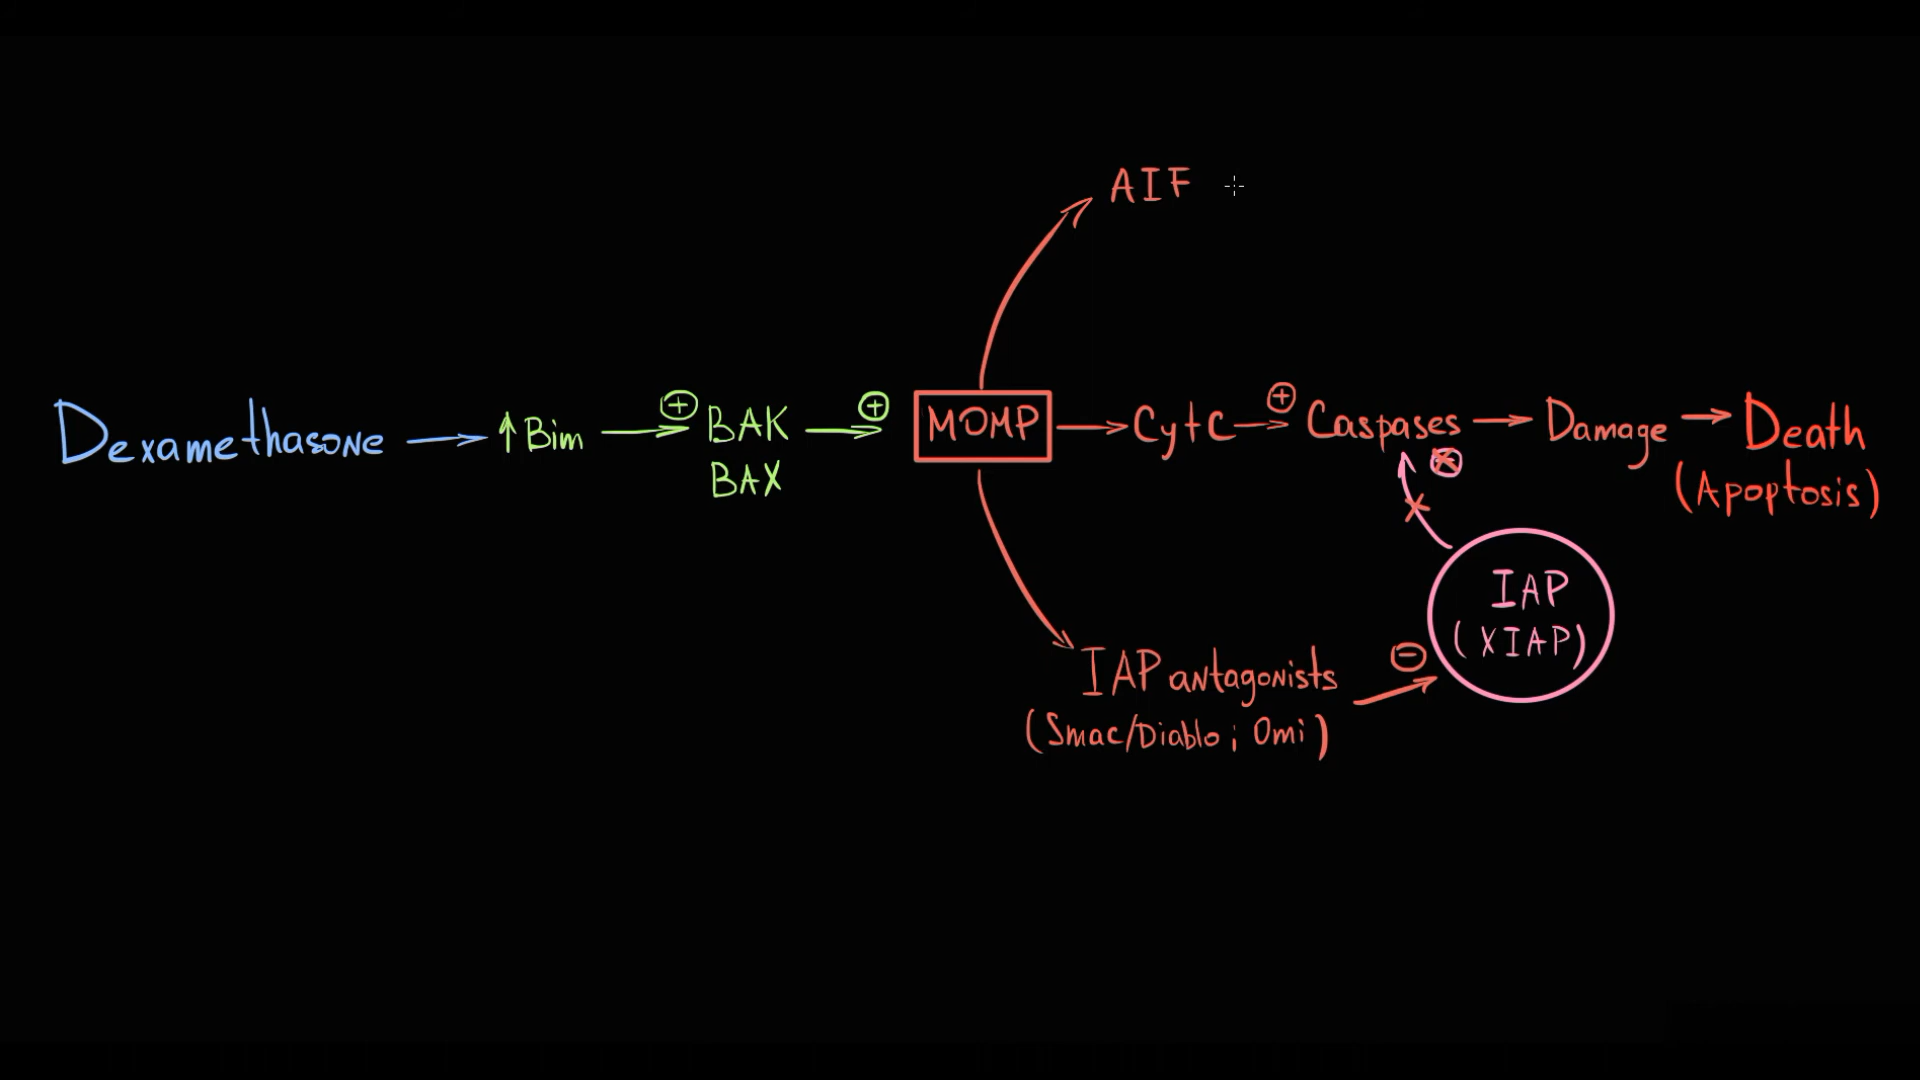 AIF
Dexamethasone → ↑Bim → ⊕ BAK → ⊕ MOMP → Cyt C → ⊕ Caspases → Damage → Death
BAX
(Apoptosis)
IAP
(XIAP)
IAP antagonists ⊖
(Smac/Diablo; Omi)